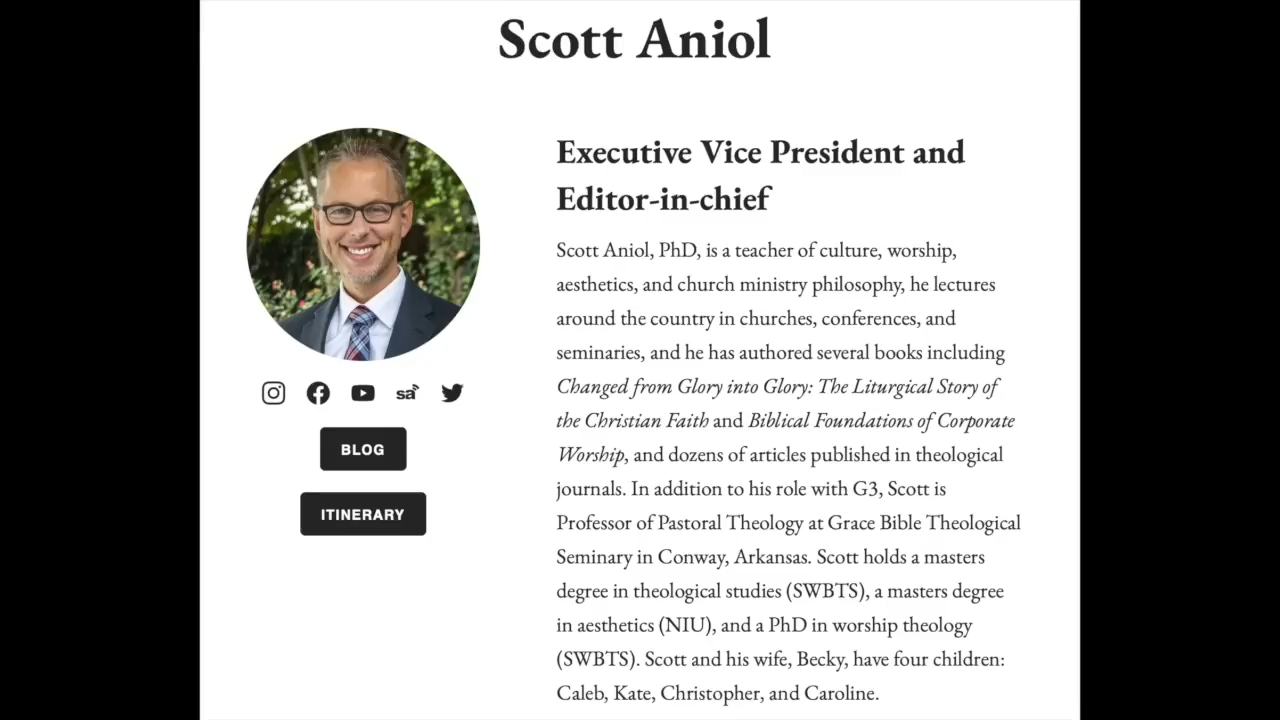 Scott Aniol
Executive Vice President and
Editor-in-chief
Scott Aniol, PhD, is a teacher of culture, worship,
aesthetics, and church ministry philosophy, he lectures
around the country in churches, conferences, and
seminaries, and he has authored several books including
Changed from Glory into Glory: The Liturgical Story of
the Christian Faith and Biblical Foundations of Corporate
Worship, and dozens of articles published in theological
journals. In addition to his role with G3, Scott is
Professor of Pastoral Theology at Grace Bible Theological
Seminary in Conway, Arkansas. Scott holds a masters
degree in theological studies (SWBTS), a masters degree
in aesthetics (NIU), and a PhD in worship theology
(SWBTS). Scott and his wife, Becky, have four children:
Caleb, Kate, Christopher, and Caroline.
sa
BLOG
ITINERARY